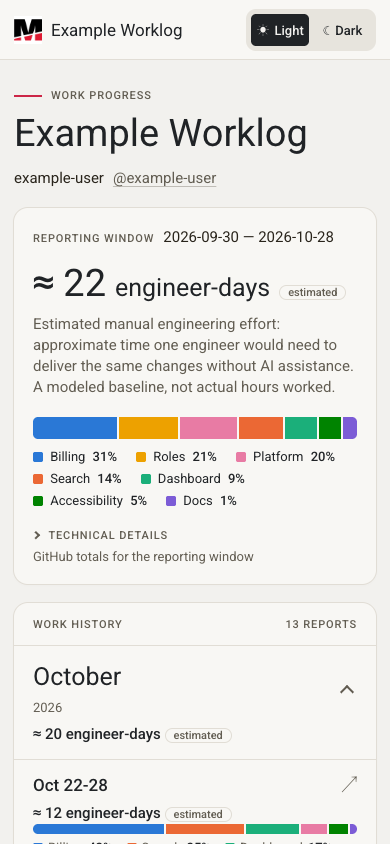 Example Worklog
Light
Dark
WORK PROGRESS
Example Worklog
example-user @example-user
REPORTING WINDOW 2026-09-30 — 2026-10-28
≈ 22 engineer-days estimated
Estimated manual engineering effort:
approximate time one engineer would need to
deliver the same changes without AI assistance.
A modeled baseline, not actual hours worked.
Billing 31% Roles 21% Platform 20%
Search 14% Dashboard 9%
Accessibility 5% Docs 1%
TECHNICAL DETAILS
GitHub totals for the reporting window
WORK HISTORY 13 REPORTS
October
2026
≈ 20 engineer-days estimated
Oct 22-28
≈ 12 engineer-days estimated